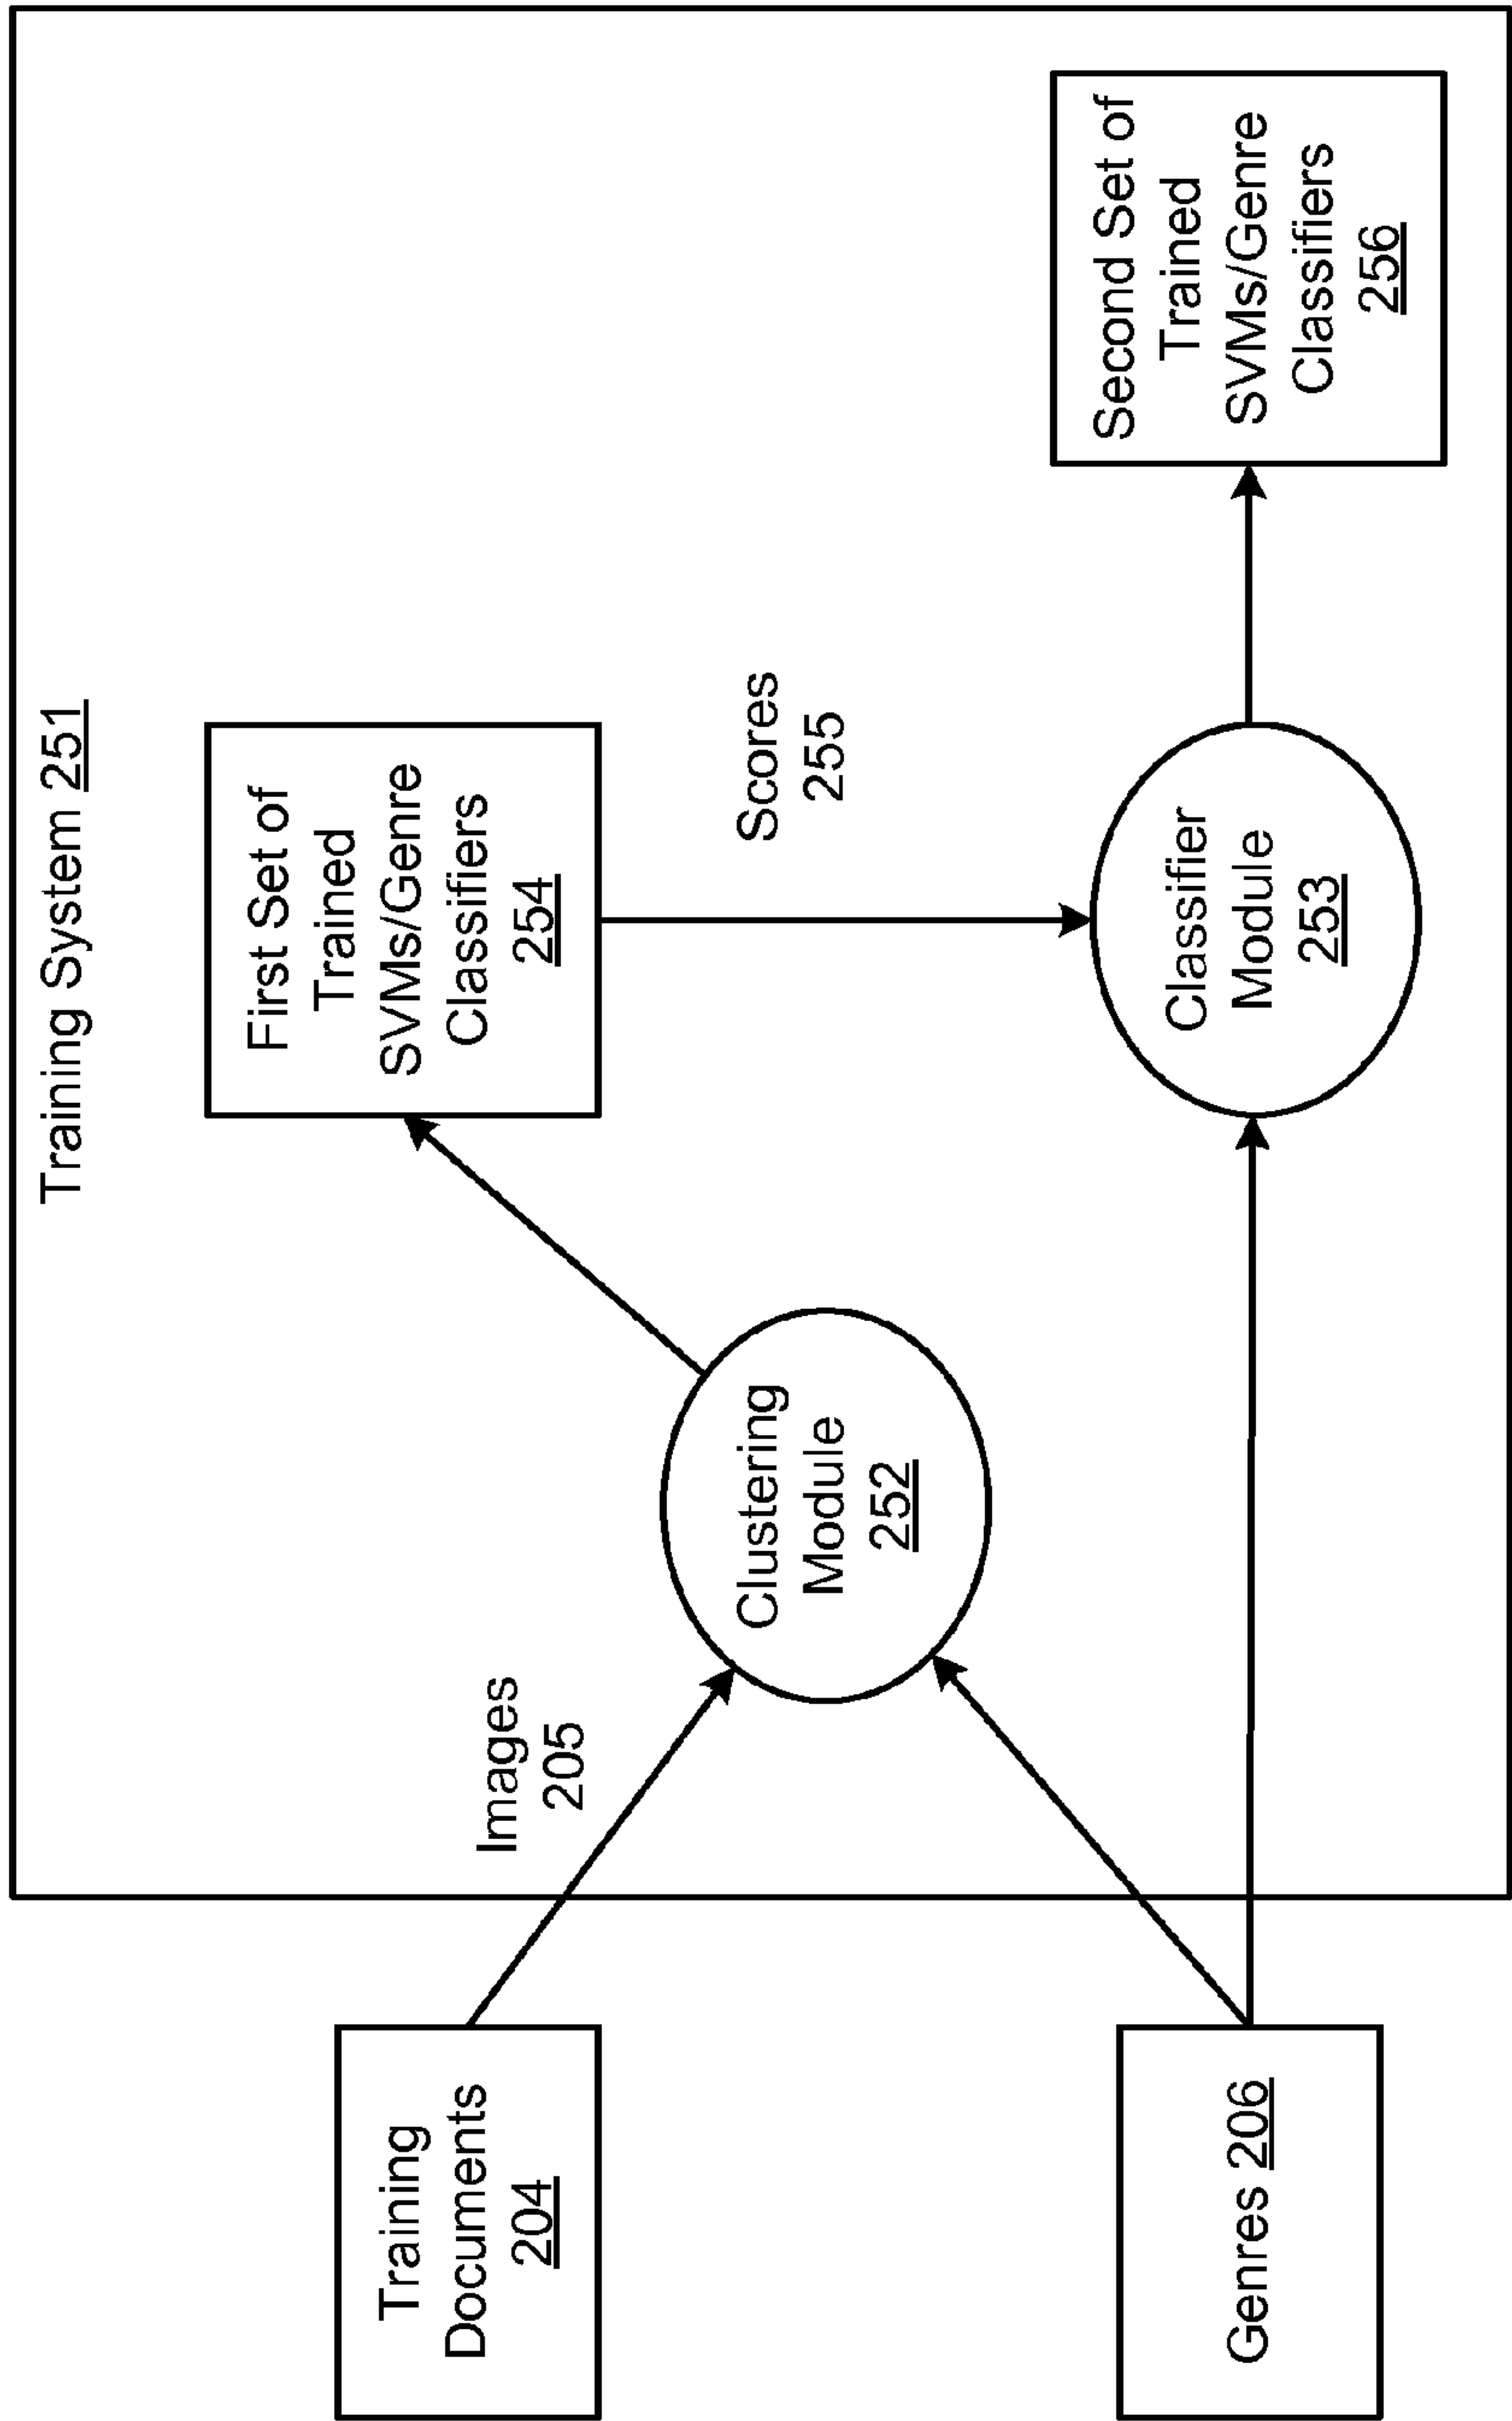 Training System 251
Training
Documents
204
Images
205
Genres 206
Clustering
Module
252
First Set of
Trained
SVMs/Genre
Classifiers
254
Scores
255
Classifier
Module
253
Second Set of
Trained
SVMs/Genre
Classifiers
256